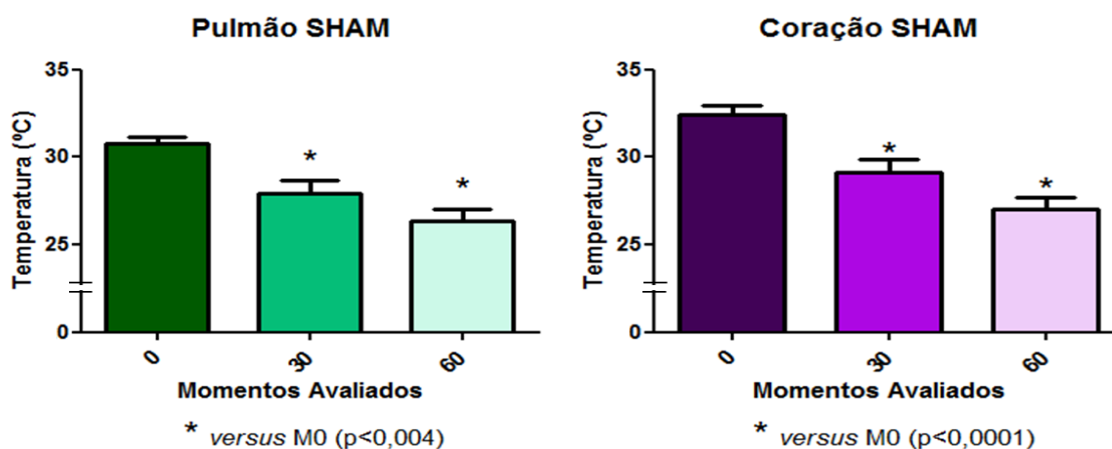 Pulmão SHAM
Temperatura (ºC)
35
30
25
0
*
*
0
30
60
Momentos Avaliados
* versus M0 (p<0,004)
Coração SHAM
Temperatura (ºC)
35
30
25
0
*
*
0
30
60
Momentos Avaliados
* versus M0 (p<0,0001)